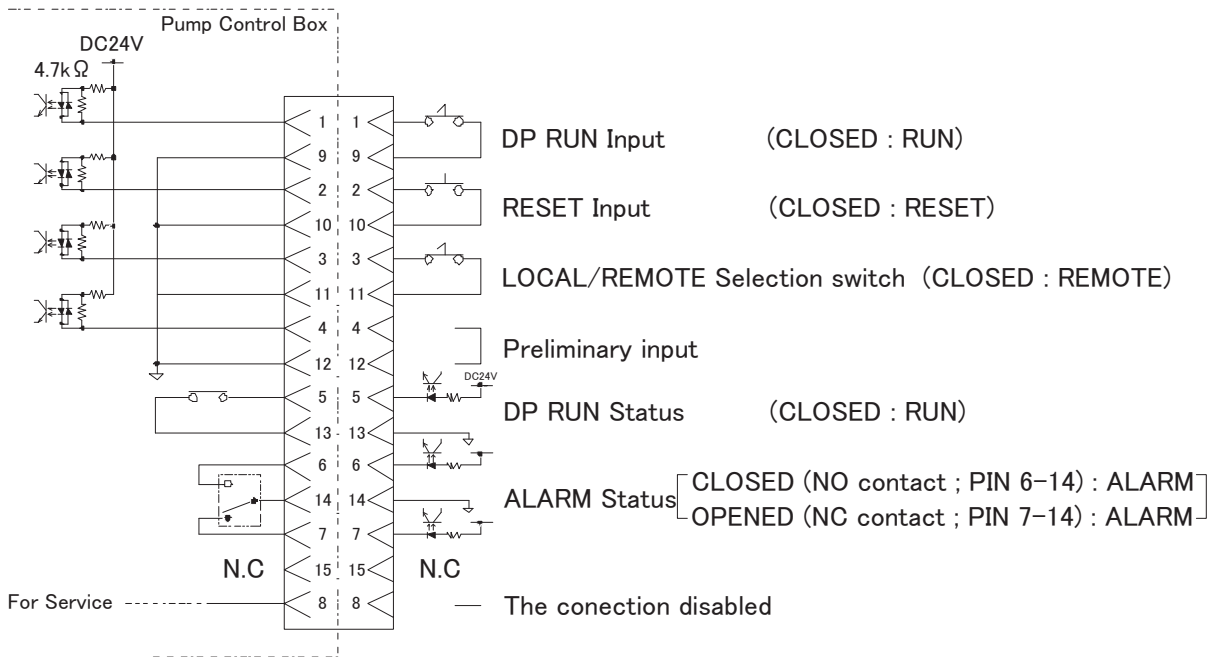 Pump Control Box
DC24V
4.7kΩ
1 1
DP RUN Input (CLOSED : RUN)
9 9
2 2
RESET Input (CLOSED : RESET)
10 10
3 3
LOCAL/REMOTE Selection switch (CLOSED : REMOTE)
11 11
4 4
Preliminary input
12 12
DC24V
5 5
DP RUN Status (CLOSED : RUN)
13 13
6 6
CLOSED (NO contact ; PIN 6-14) : ALARM
14 14
ALARM Status
OPENED (NC contact ; PIN 7-14) : ALARM
7 7
N.C 15 15 N.C
For Service 8 8 The conection disabled